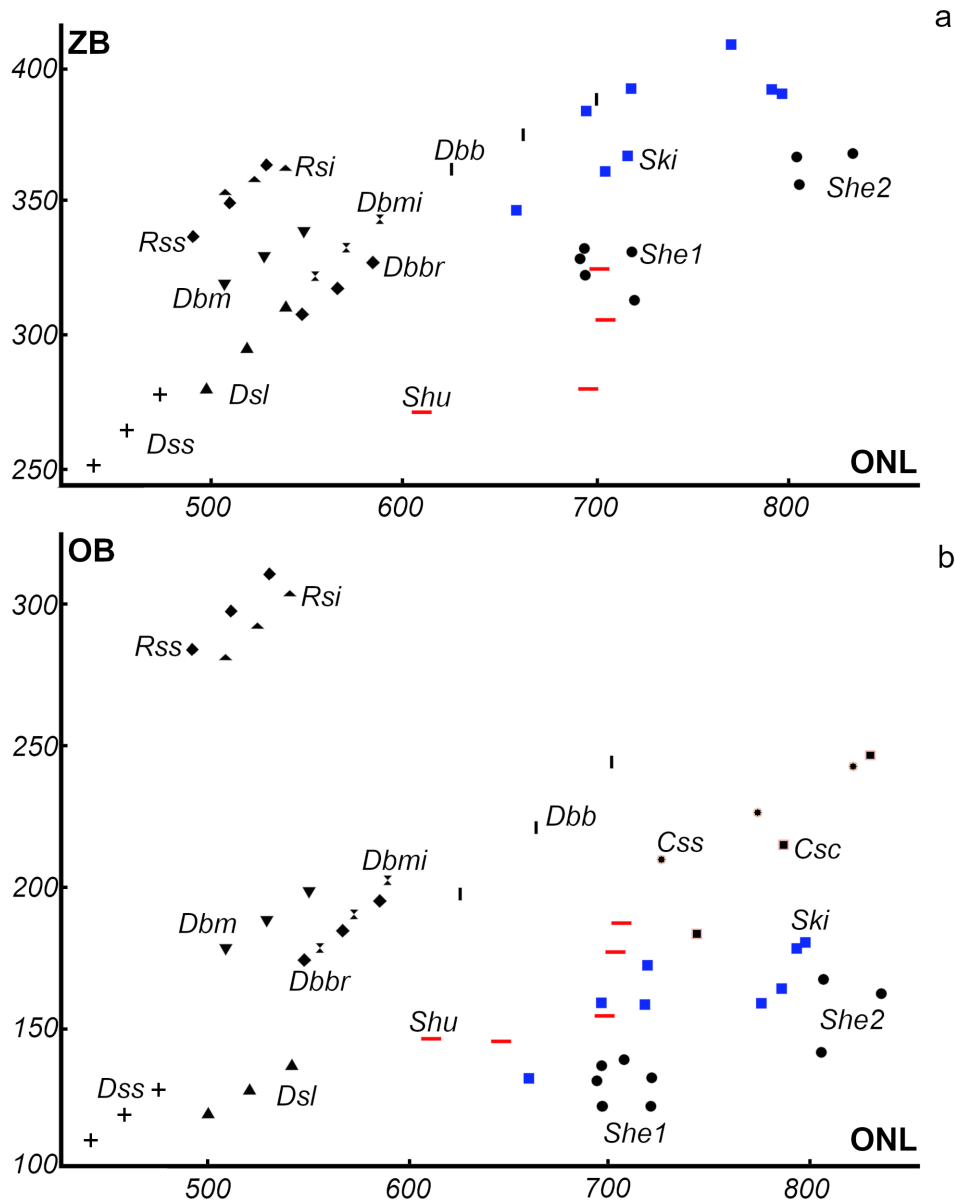 a
ZB
400
Rsi
Dbb
Ski
350
Dbmi
She2
Rss
Dbbr
She1
Dbm
300
Dsl
Shu
Dss
250
ONL
500 600 700 800
OB
b
300
Rsi
Rss
250
Dbb
Css
Csc
Dbmi
200
Dbm
Ski
Dbbr
150
Shu
She2
Dss
Dsl
She1
ONL
100
500 600 700 800